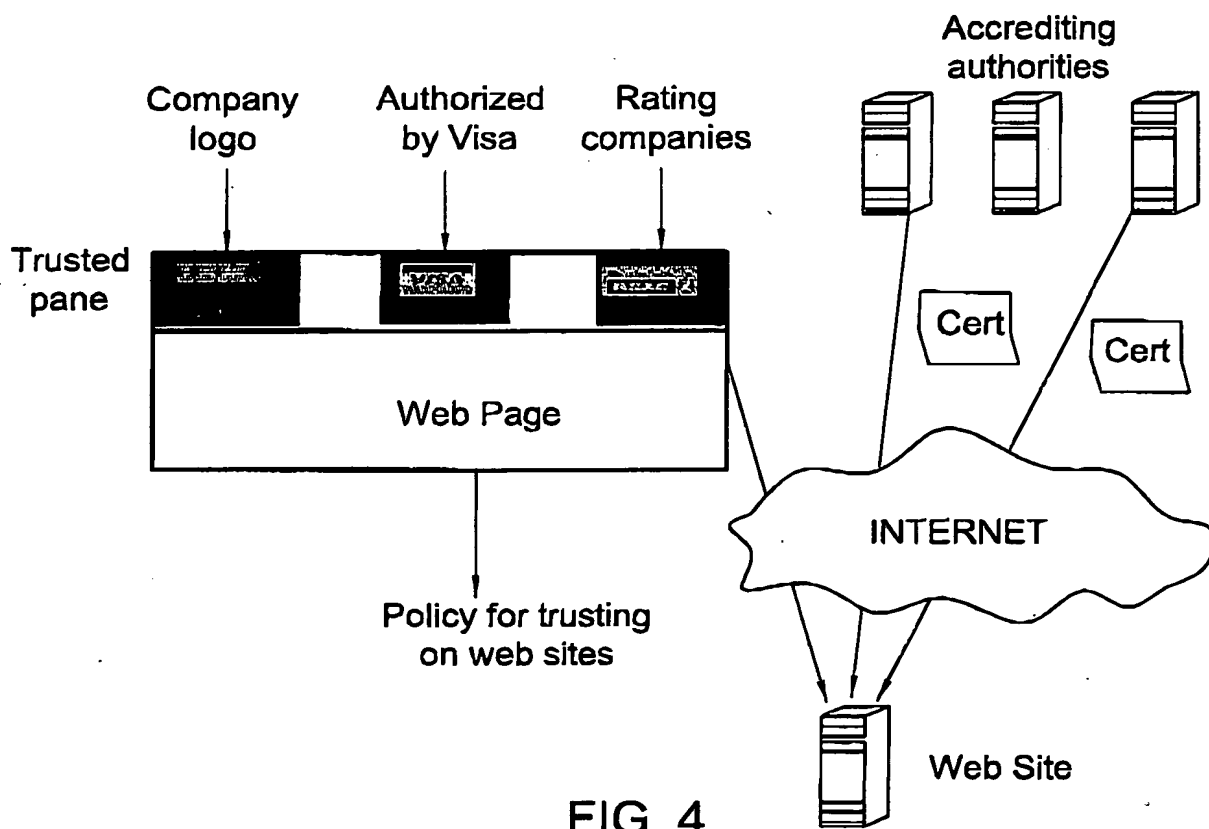 Accrediting
authorities
Company
logo
Authorized
by Visa
Rating
companies
Trusted
pane
VISA
Cert
Cert
Web Page
INTERNET
Policy for trusting
on web sites
Web Site
FIG. 4